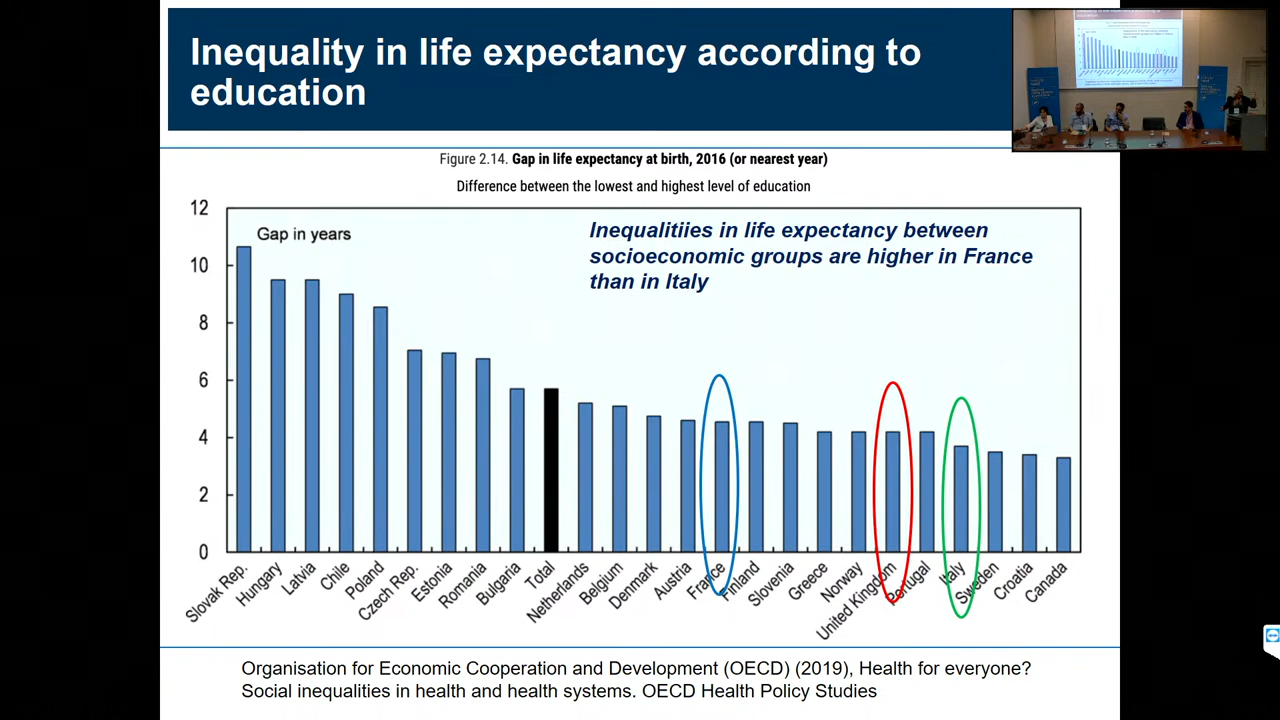 Inequality in life expectancy according to
education
Figure 2.14. Gap in life expectancy at birth, 2016 (or nearest year)
Difference between the lowest and highest level of education
12
10
8
6
4
2
0
Gap in years
Inequalitiies in life expectancy between
socioeconomic groups are higher in France
than in Italy
Slovak Rep.
Hungary
Latvia
Chile
Poland
Czech Rep.
Estonia
Romania
Bulgaria
Total
Netherlands
Belgium
Denmark
Austria
France
Finland
Slovenia
Greece
Norway
United Kingdom
Portugal
Italy
Sweden
Croatia
Canada
Organisation for Economic Cooperation and Development (OECD) (2019), Health for everyone?
Social inequalities in health and health systems. OECD Health Policy Studies